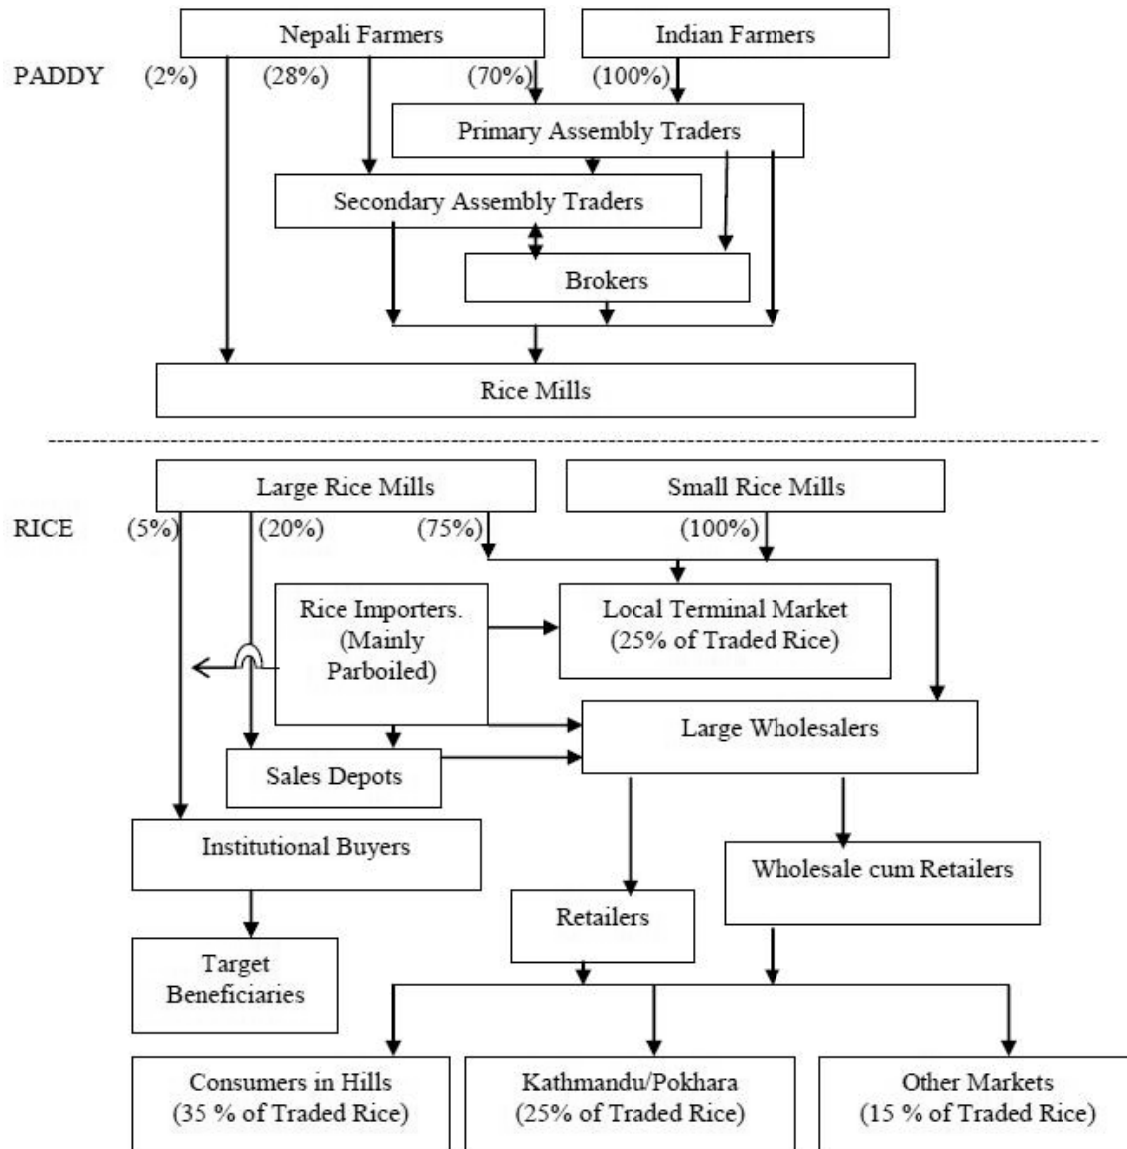 Nepali Farmers
Indian Farmers
PADDY
(2%)
(28%)
(70%)
(100%)
Primary Assembly Traders
Secondary Assembly Traders
Brokers
Rice Mills
Large Rice Mills
Small Rice Mills
RICE
(5%)
(20%)
(75%)
(100%)
Rice Importers.
(Mainly
Parboiled)
Local Terminal Market
(25% of Traded Rice)
Large Wholesalers
Sales Depots
Institutional Buyers
Wholesale cum Retailers
Retailers
Target
Beneficiaries
Consumers in Hills
(35 % of Traded Rice)
Kathmandu/Pokhara
(25% of Traded Rice)
Other Markets
(15 % of Traded Rice)